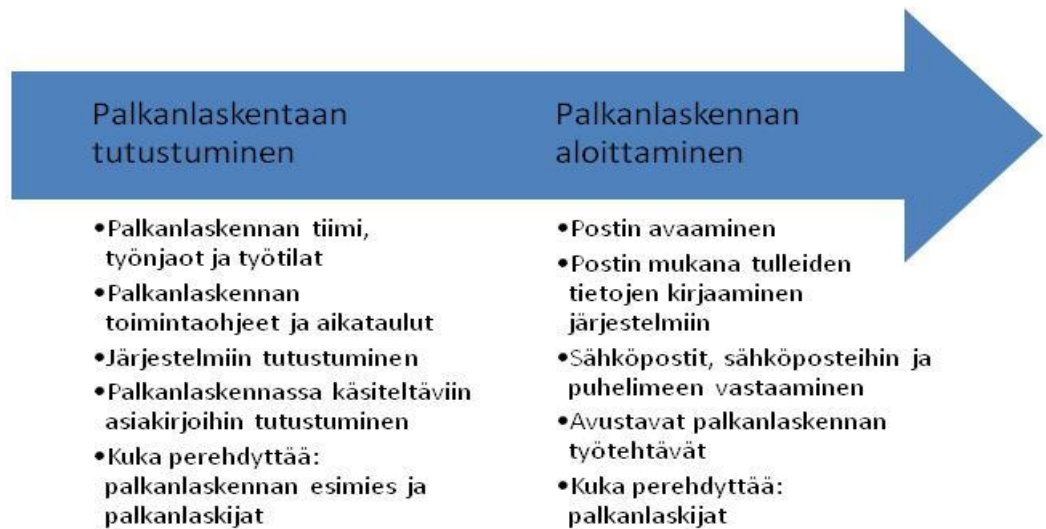 Palkanlaskentaan
tutustuminen
•Palkanlaskennan tiimi,
työnjaot ja työtilat
•Palkanlaskennan
toimintaohjeet ja aikataulut
•Järjestelmiin tutustuminen
•Palkanlaskennassa käsiteltäviin
asiakirjoihin tutustuminen
•Kuka perehdyttää:
palkanlaskennan esimies ja
palkanlaskijat
Palkanlaskennan
aloittaminen
•Postin avaaminen
•Postin mukana tulleiden
tietojen kirjaaminen
järjestelmiin
•Sähköpostit, sähköposteihin ja
puhelimeen vastaaminen
•Avustavat palkanlaskennan
työtehtävät
•Kuka perehdyttää:
palkanlaskijat